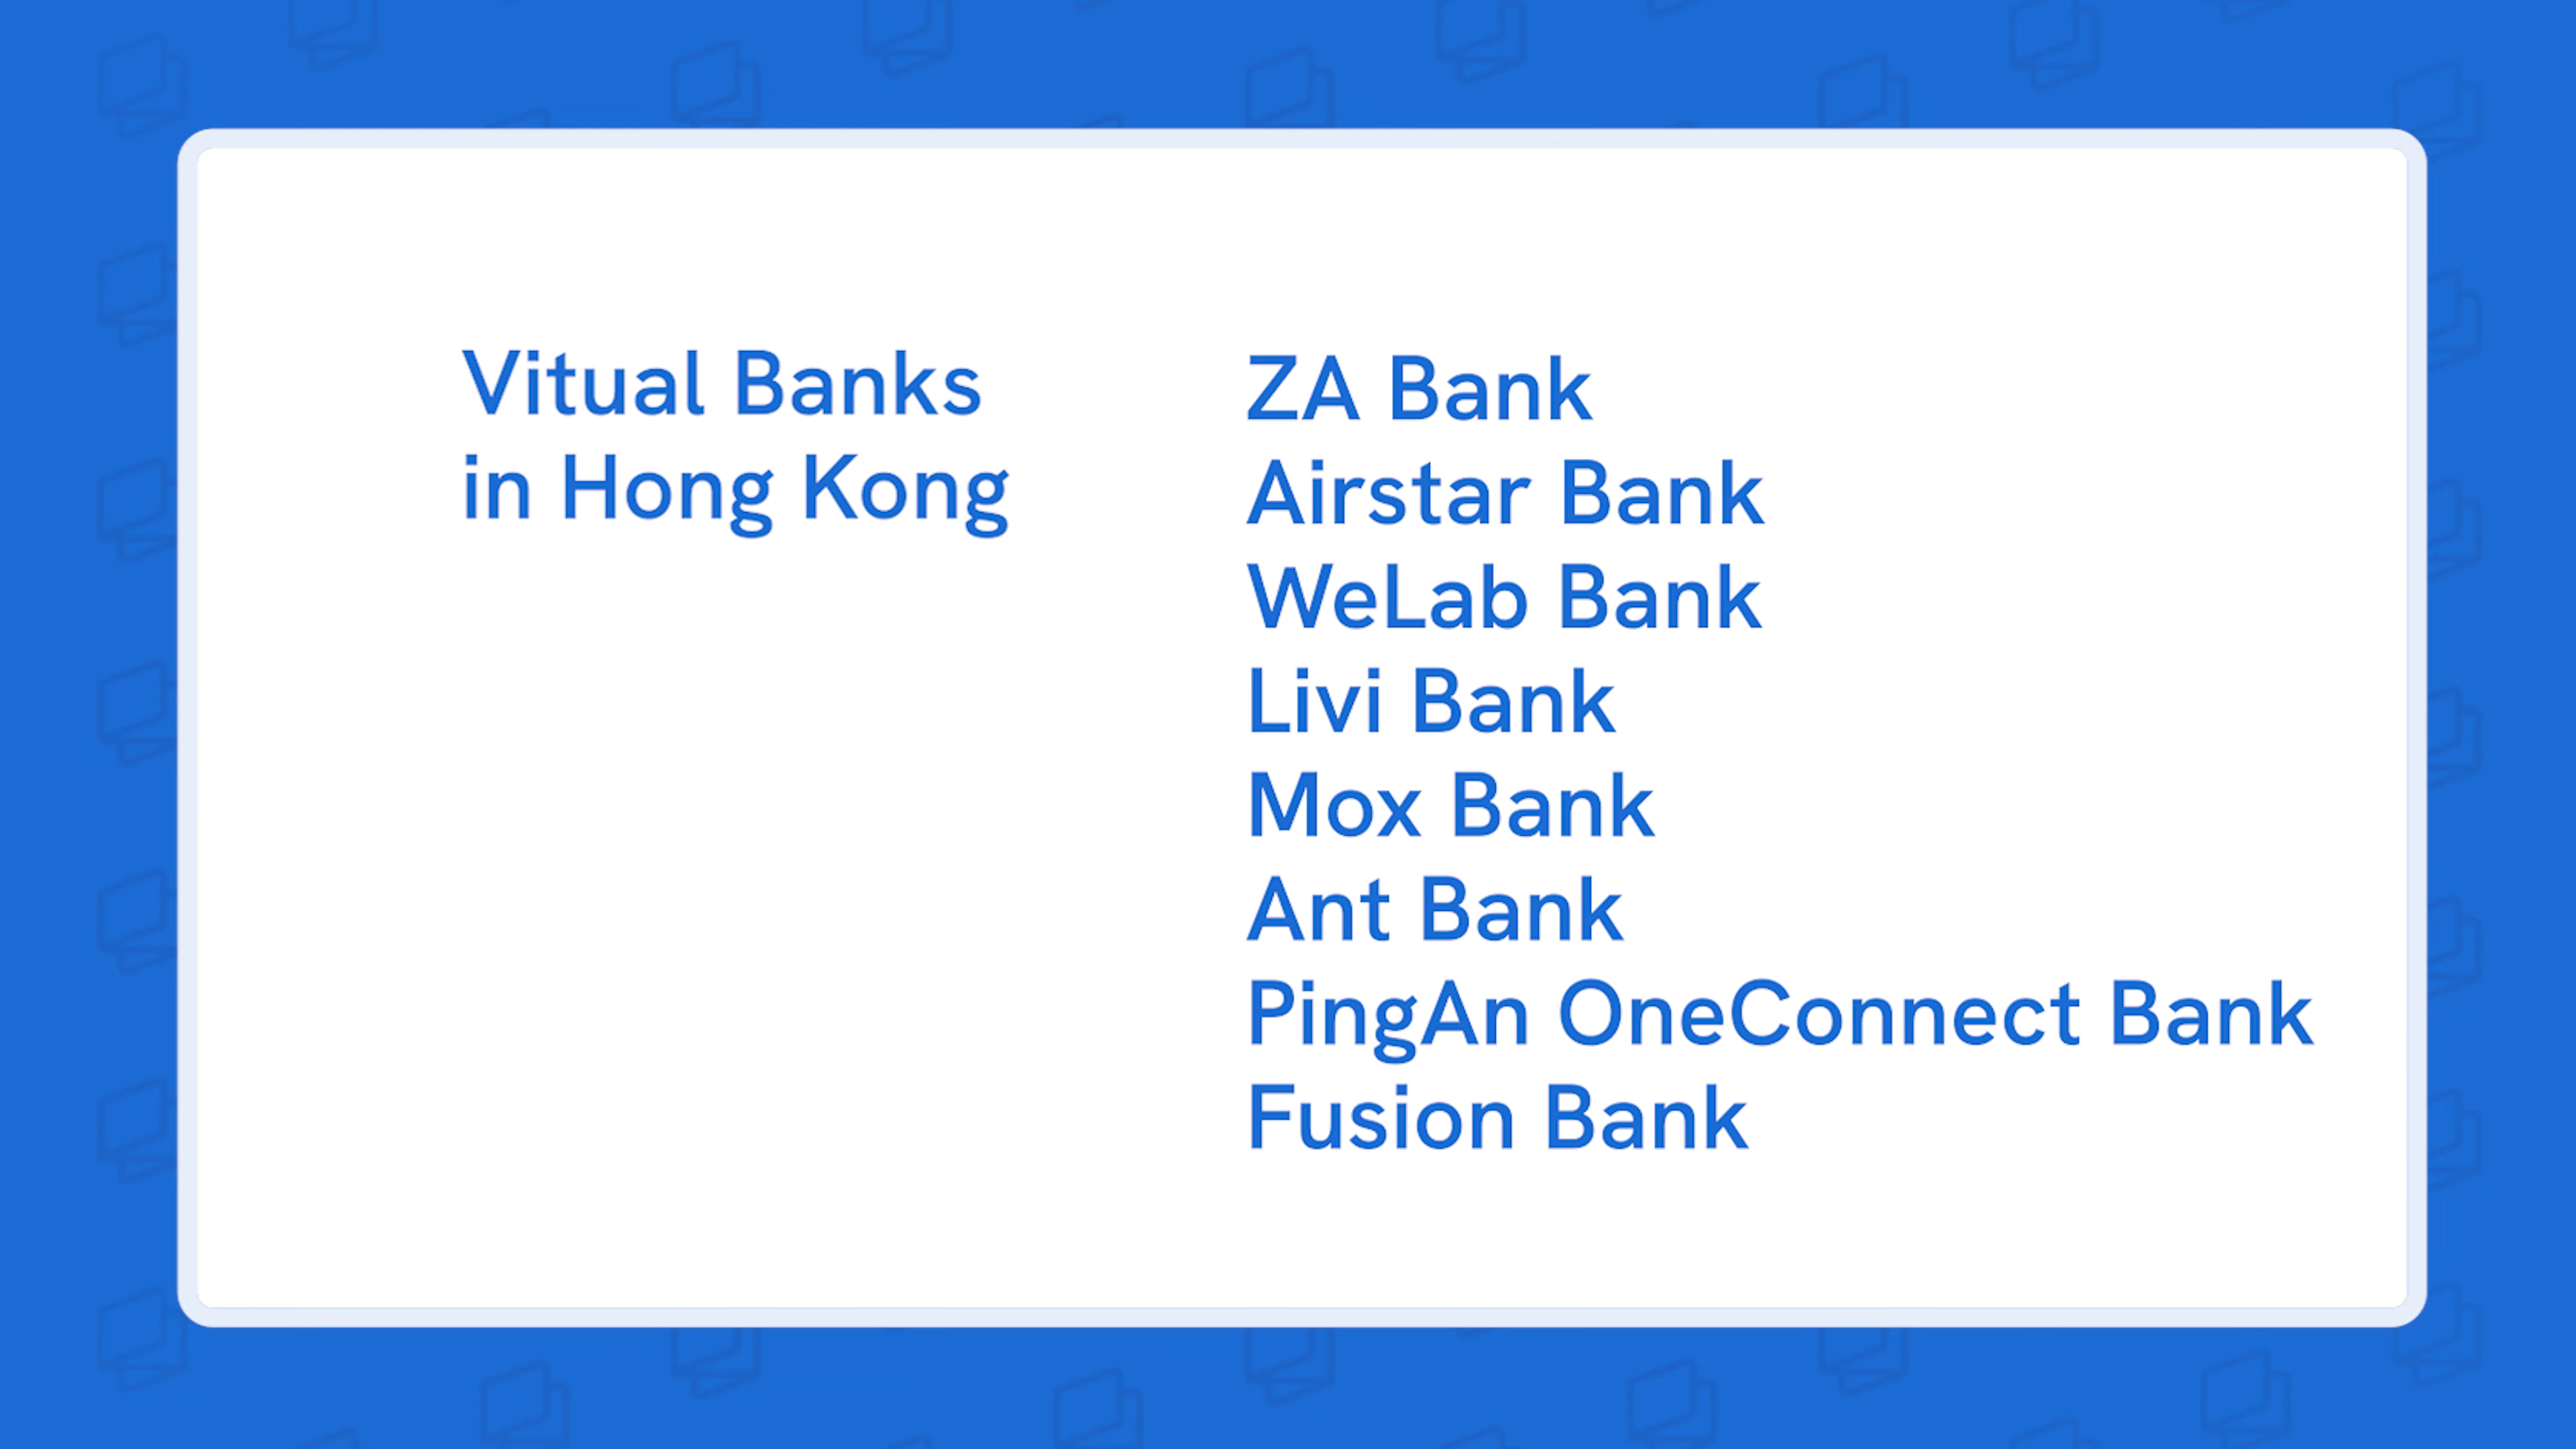 Vitual Banks
in Hong Kong
ZA Bank
Airstar Bank
WeLab Bank
Livi Bank
Mox Bank
Ant Bank
PingAn OneConnect Bank
Fusion Bank